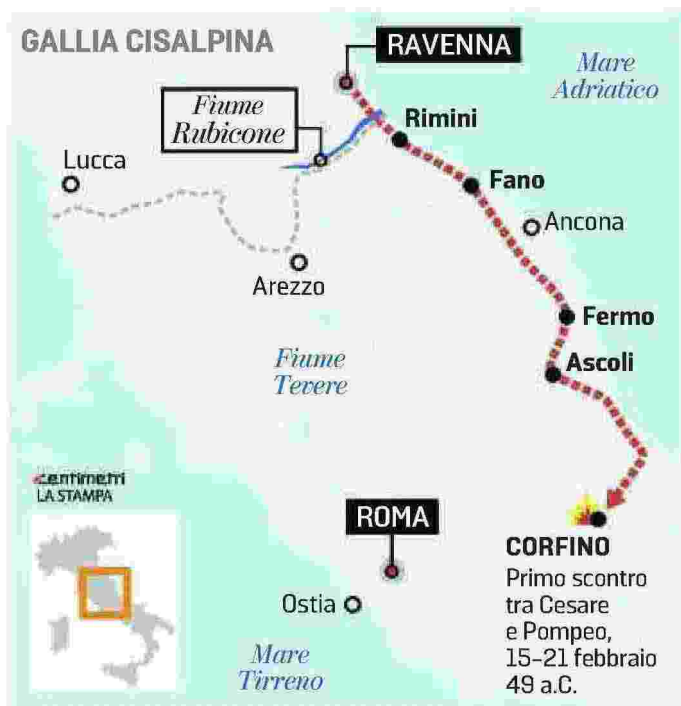 GALLIA CISALPINA
RAVENNA
Mare
Adriatico
Fiume
Rubicone
Rimini
Lucca
Fano
Ancona
Arezzo
Fermo
Fiume
Tevere
Ascoli
centimetri
LA STAMPA
ROMA
CORFINO
Primo scontro
tra Cesare
e Pompeo,
15-21 febbraio
49 a.C.
Ostia
Mare
Tirreno